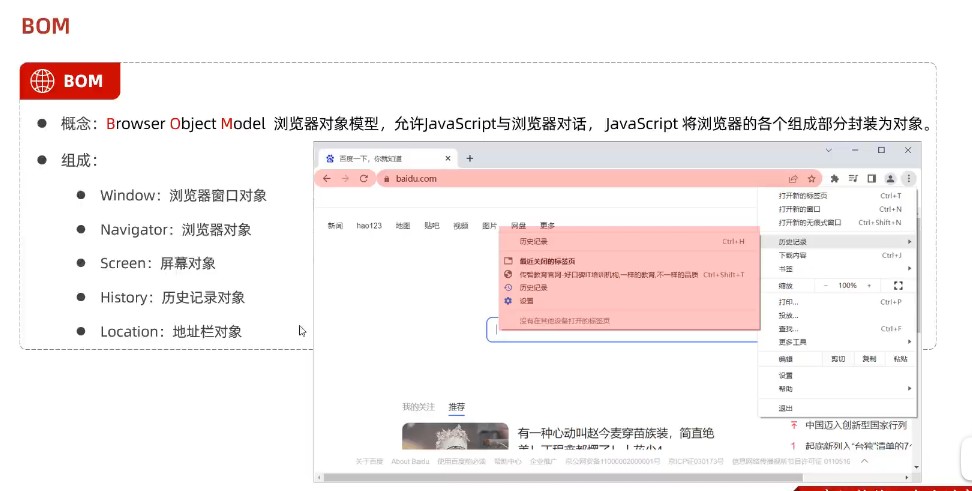 BOM
BOM
概念：Browser Object Model 浏览器对象模型，允许JavaScript与浏览器对话， JavaScript 将浏览器的各个组成部分封装为对象。
组成：
Window：浏览器窗口对象
Navigator：浏览器对象
Screen：屏幕对象
History：历史记录对象
Location：地址栏对象
百度一下，你就知道
baidu.com
新闻 hao123 地图 贴吧 视频 图片 网盘 更多
历史记录 Ctrl+H
最近关闭的标签页
传智教育官网-好口碑IT培训机构,一样的教育,不一样的品质 Ctrl+Shift+T
历史记录
设置
没有在其他设备打开的标签页
打开新的标签页 Ctrl+T
打开新的窗口 Ctrl+N
打开新的无痕式窗口 Ctrl+Shift+N
历史记录
下载内容 Ctrl+J
书签
缩放 - 100% +
打印... Ctrl+P
投放...
查找... Ctrl+F
更多工具
编辑 剪切 复制 粘贴
设置
帮助
退出
我的关注 推荐
有一种心动叫赵今麦穿苗族装，简直绝
中国迈入创新型国家行列
1
关于百度 About Baidu 使用百度前必读 帮助中心 企业推广